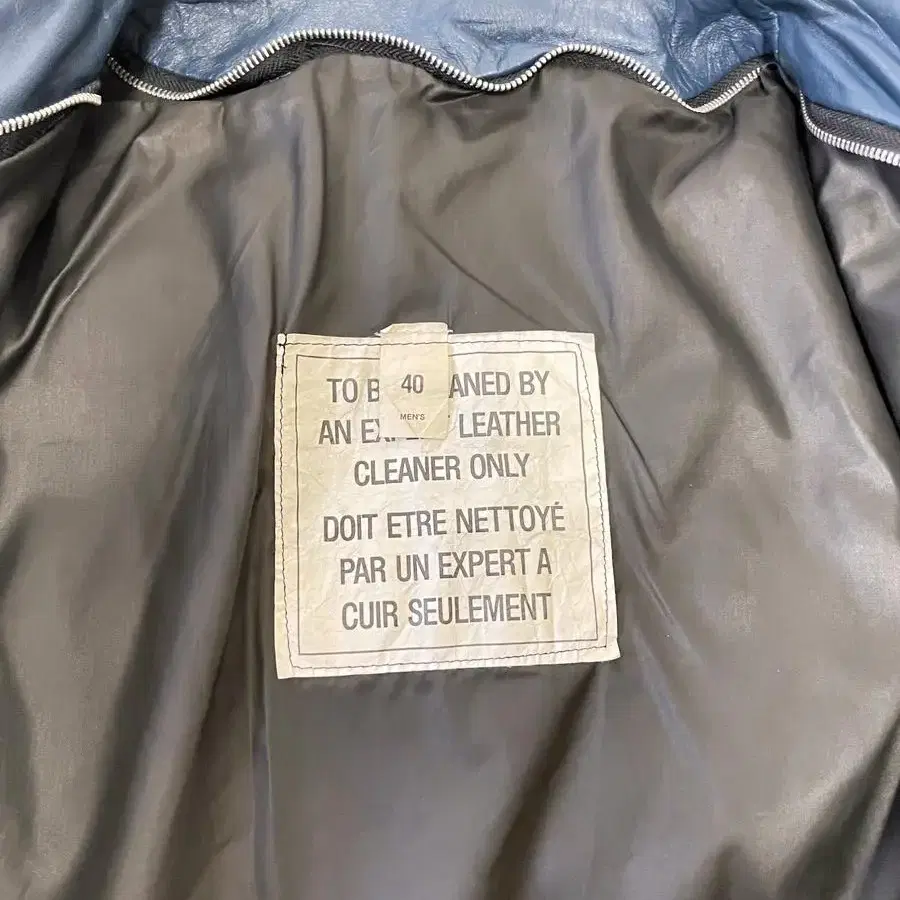 40
MEN'S
TO B ANED BY
AN EX LEATHER
CLEANER ONLY
DOIT ETRE NETTOYÉ
PAR UN EXPERT A
CUIR SEULEMENT